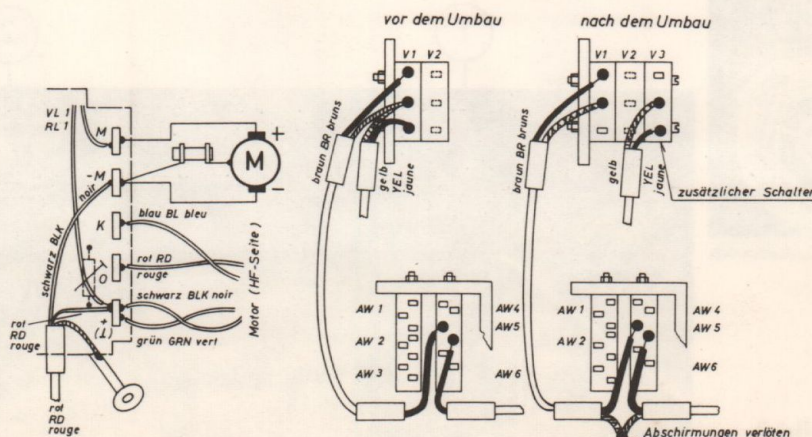 vor dem Umbau
nach dem Umbau
V1 V2
V1 V2 V3
VL 1
RL 1
M
+
M
-M
−
braun BR bruns
braun BR bruns
gelb
YEL
jaune
gelb
YEL
jaune
zusätzlicher Schalter
schwarz BLK
noir
K
blau BL bleu
O
rot RD
rouge
schwarz BLK noir
+
(⊥)
grün GRN vert
Motor (HF-Seite)
rot
RD
rouge
rot
RD
rouge
AW 1
AW 2
AW 3
AW4
AW5
AW6
AW 1
AW 2
AW 4
AW 5
AW6
Abschirmungen verlöten